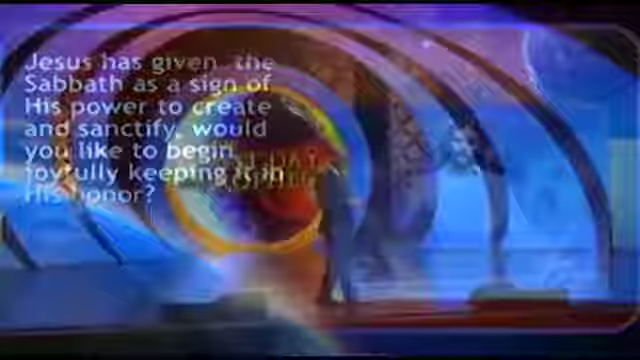 Jesus has given the
Sabbath as a sign of
His power to create
and sanctify, would
you like to begin
joyfully keeping it in
His honor?